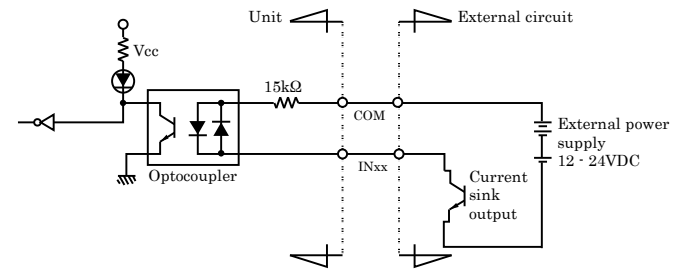 Unit
External circuit
Vcc
15kΩ
COM
External power
supply
12 - 24VDC
Optocoupler
INxx
Current
sink
output